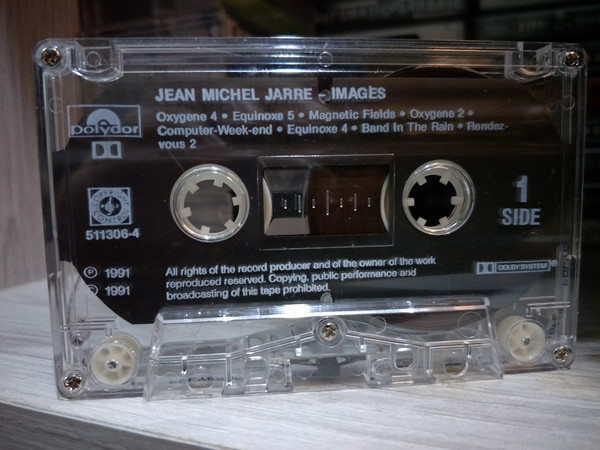 JEAN MICHEL JARRE - IMAGES
Oxygene 4 • Equinoxe 5 • Magnetic Fields • Oxygene 2 •
Computer-Week-end • Equinoxe 4 • Band In The Rain • Rendez-
vous 2
polydor
511306-4
1
SIDE
℗ 1991
© 1991
All rights of the record producer and of the owner of the work
reproduced reserved. Copying, public performance and
broadcasting of this tape prohibited.
DOLBY SYSTEM®